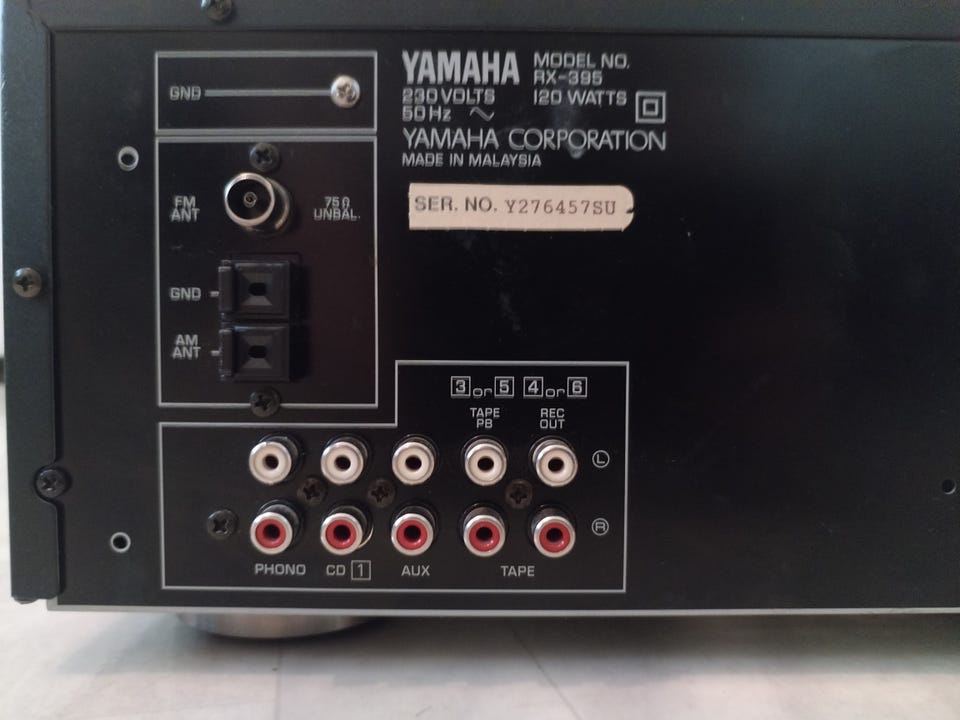 GND
FM
ANT
75Ω
UNBAL.
GND
AM
ANT
YAMAHA
MODEL NO.
RX-395
230 VOLTS
120 WATTS
50 Hz ~
YAMAHA CORPORATION
MADE IN MALAYSIA
SER. NO. Y276457SU
3 or 5 4 or 6
TAPE
PB
REC
OUT
L
R
PHONO CD 1 AUX TAPE